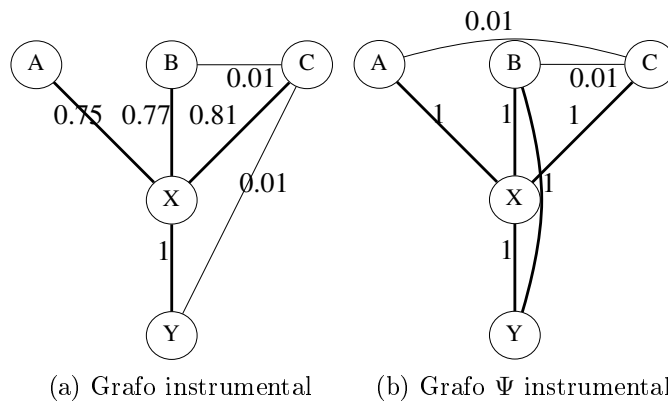 0.01
A B C A B C
0.01 0.01
0.75 0.77 0.81 1 1 1
0.01 1
X X
1 1
Y Y
(a) Grafo instrumental (b) Grafo Ψ instrumental